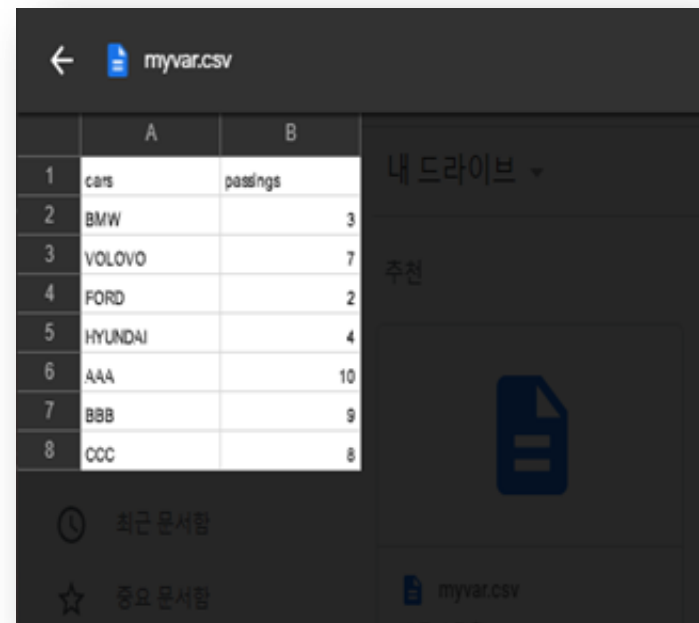 myvar.csv
A B
1 cars passings
2 BMW 3
3 VOLOVO 7
4 FORD 2
5 HYUNDAI 4
6 AAA 10
7 BBB 9
8 CCC 8
내 드라이브
추천
최근 문서함
중요 문서함
myvar.csv